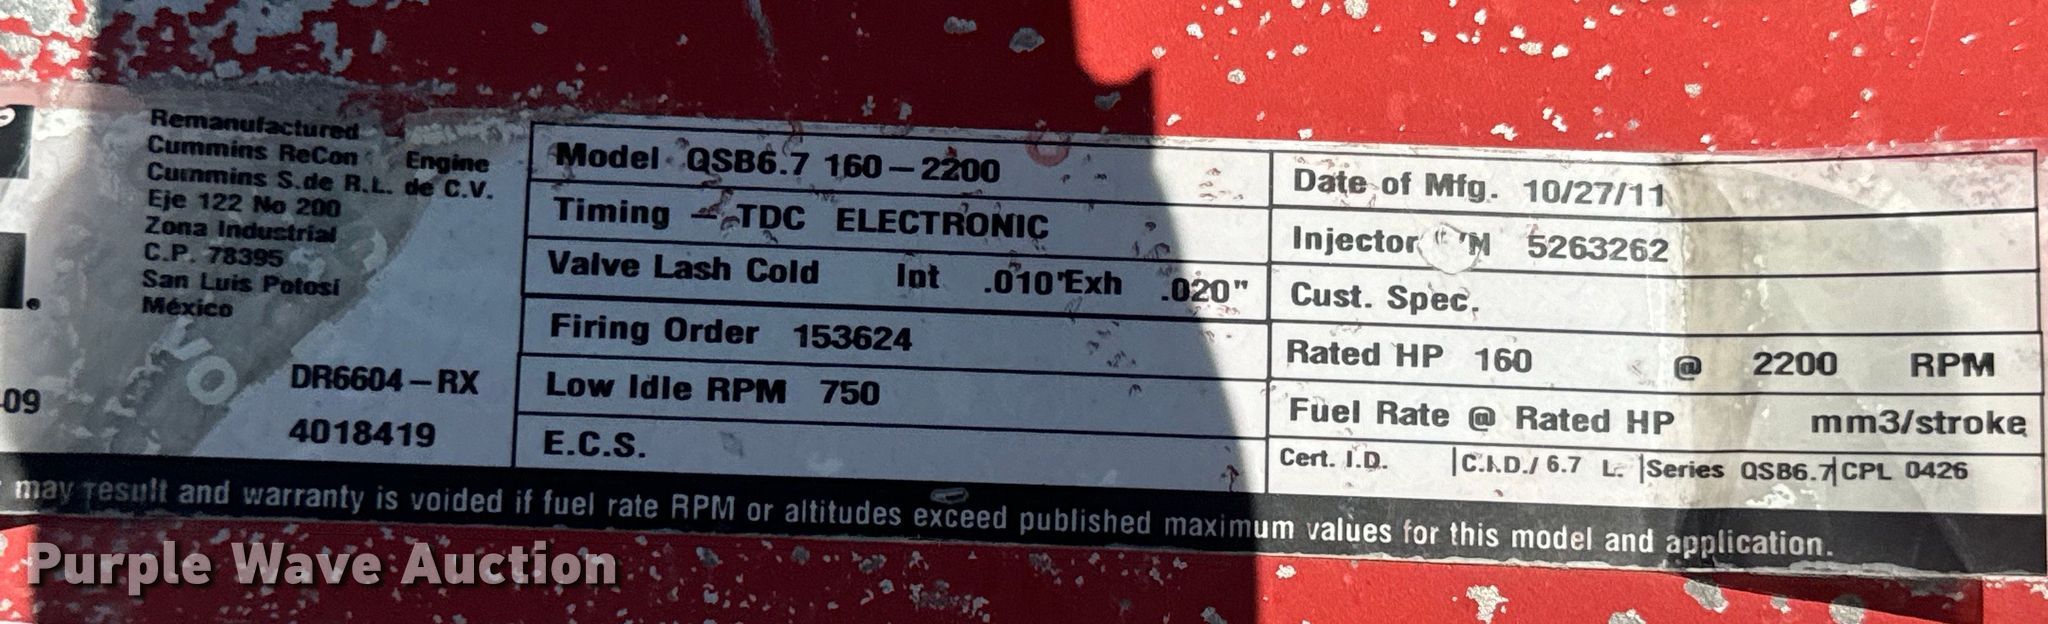 Remanufactured
Cummins ReCon Engine
Cummins S.de R.L. de C.V.
Eje 122 No 200
Zona Industrial
C.P. 78395
San Luis Potosí
México
DR6604-RX
09
4018419
Model QSB6.7 160-2200
Timing - TDC ELECTRONIC
Valve Lash Cold Int .010" Exh .020"
Firing Order 153624
Low Idle RPM 750
E.C.S.
Date of Mfg. 10/27/11
Injector 5263262
Cust. Spec.
Rated HP 160 @ 2200 RPM
Fuel Rate @ Rated HP mm3/stroke
Cert. I.D. C.I.D./ 6.7 L. Series QSB6.7 CPL 0426
may result and warranty is voided if fuel rate RPM or altitudes exceed published maximum values for this model and application.
Purple Wave Auction